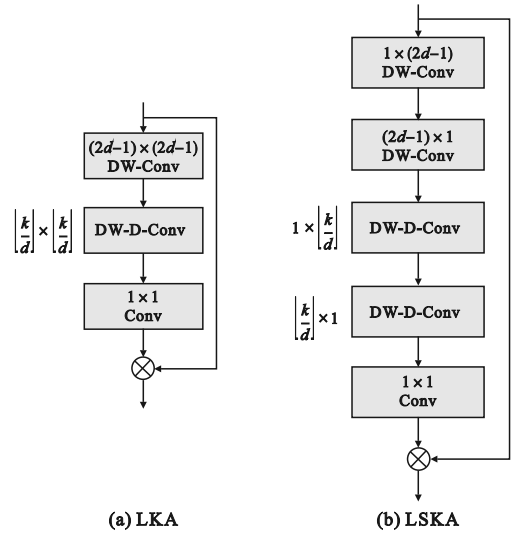 (2d−1)×(2d−1)
DW-Conv
⌊k/d⌋×⌊k/d⌋
DW-D-Conv
1×1
Conv
(a) LKA
1×(2d−1)
DW-Conv
(2d−1)×1
DW-Conv
1×⌊k/d⌋
DW-D-Conv
⌊k/d⌋×1
DW-D-Conv
1×1
Conv
(b) LSKA